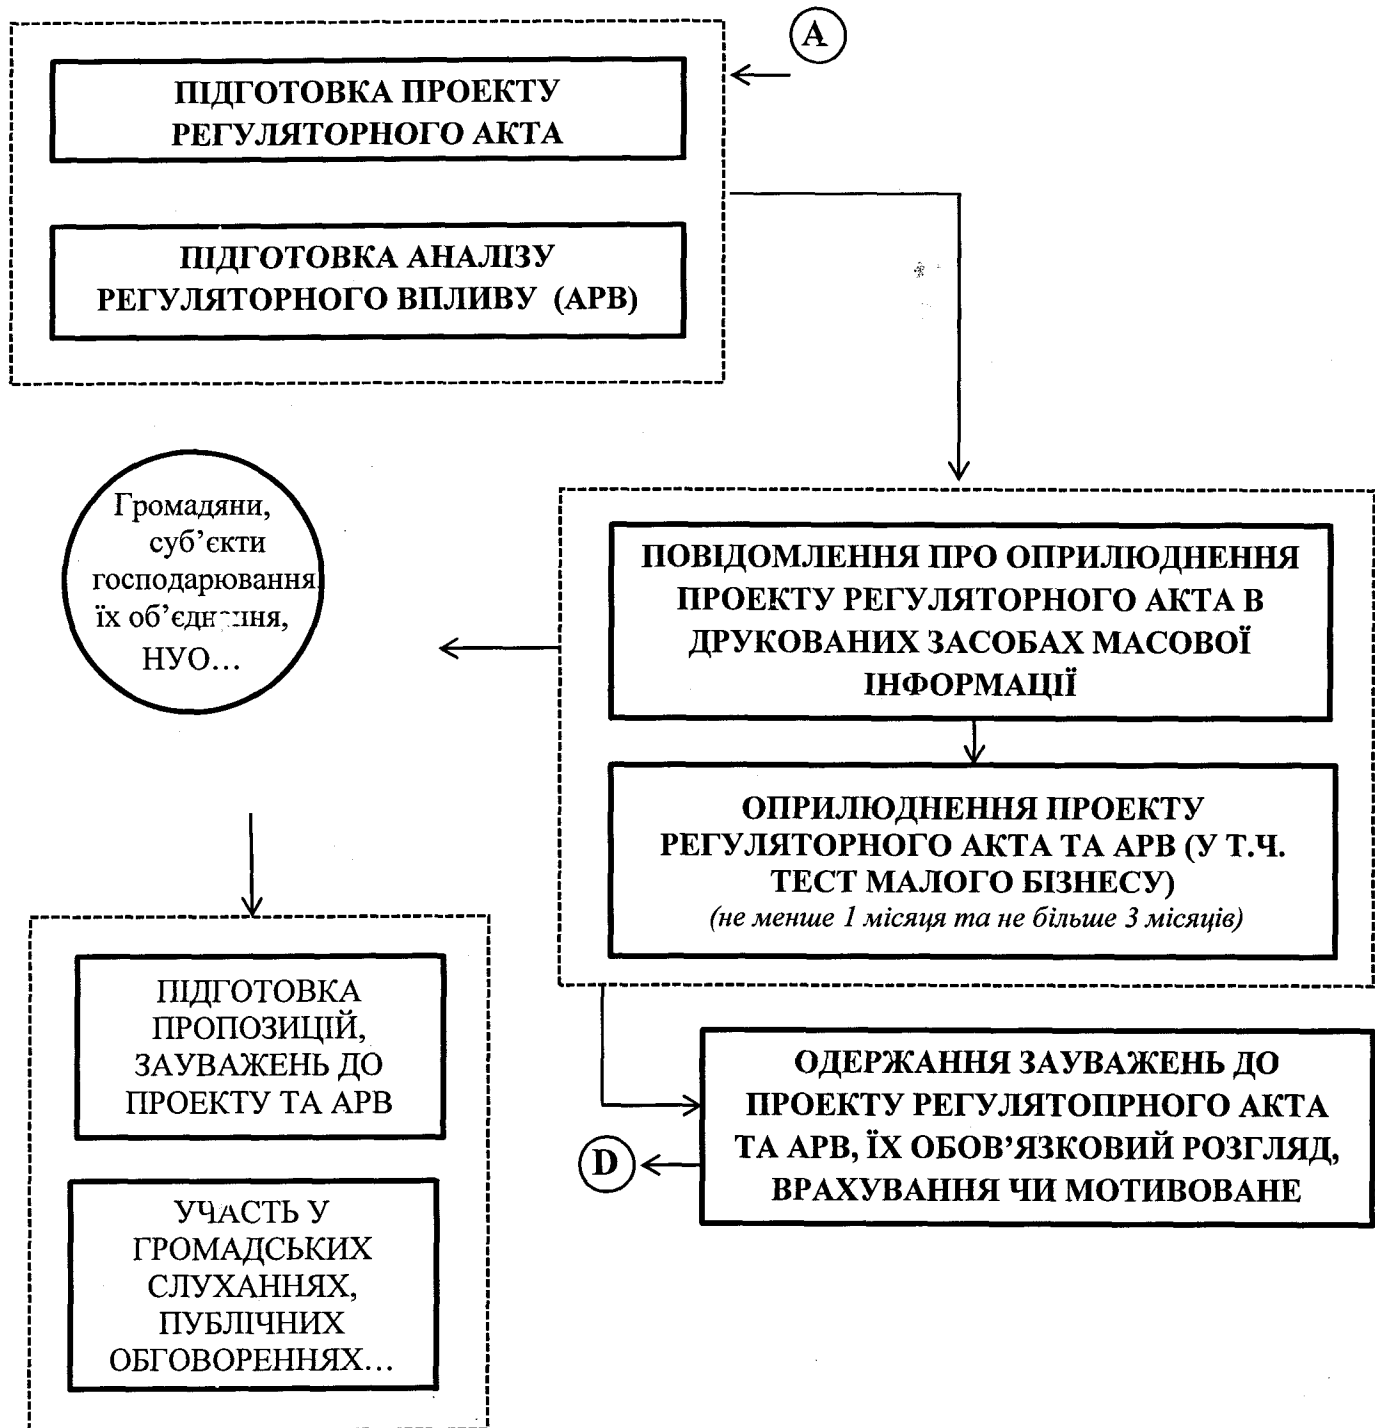 A
ПІДГОТОВКА ПРОЕКТУ
РЕГУЛЯТОРНОГО АКТА
ПІДГОТОВКА АНАЛІЗУ
РЕГУЛЯТОРНОГО ВПЛИВУ (АРВ)
Громадяни,
суб’єкти
господарювання,
їх об’єднання,
НУО…
ПОВІДОМЛЕННЯ ПРО ОПРИЛЮДНЕННЯ
ПРОЕКТУ РЕГУЛЯТОРНОГО АКТА В
ДРУКОВАНИХ ЗАСОБАХ МАСОВОЇ
ІНФОРМАЦІЇ
ОПРИЛЮДНЕННЯ ПРОЕКТУ
РЕГУЛЯТОРНОГО АКТА ТА АРВ (У Т.Ч.
ТЕСТ МАЛОГО БІЗНЕСУ)
(не менше 1 місяця та не більше 3 місяців)
ПІДГОТОВКА
ПРОПОЗИЦІЙ,
ЗАУВАЖЕНЬ ДО
ПРОЕКТУ ТА АРВ
УЧАСТЬ У
ГРОМАДСЬКИХ
СЛУХАННЯХ,
ПУБЛІЧНИХ
ОБГОВОРЕННЯХ…
ОДЕРЖАННЯ ЗАУВАЖЕНЬ ДО
ПРОЕКТУ РЕГУЛЯТОПРНОГО АКТА
ТА АРВ, ЇХ ОБОВ’ЯЗКОВИЙ РОЗГЛЯД,
ВРАХУВАННЯ ЧИ МОТИВОВАНЕ
D